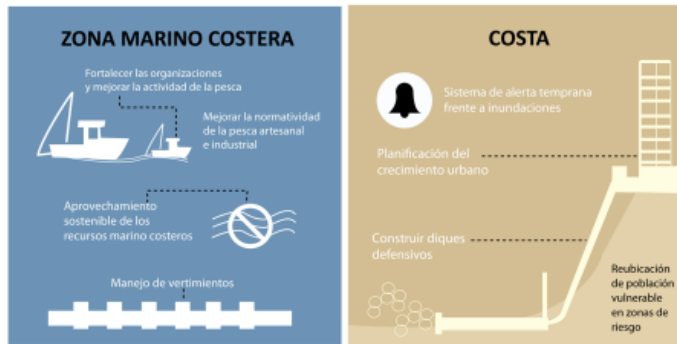 ZONA MARINO COSTERA
Fortalecer las organizaciones
y mejorar la actividad de la pesca
Mejorar la normatividad
de la pesca artesanal
e industrial
Aprovechamiento
sostenible de los
recursos marino costeros
Manejo de vertimientos
COSTA
Sistema de alerta temprana
frente a inundaciones
Planificación del
crecimiento urbano
Construir diques
defensivos
Reubicación
de población
vulnerable
en zonas de
riesgo